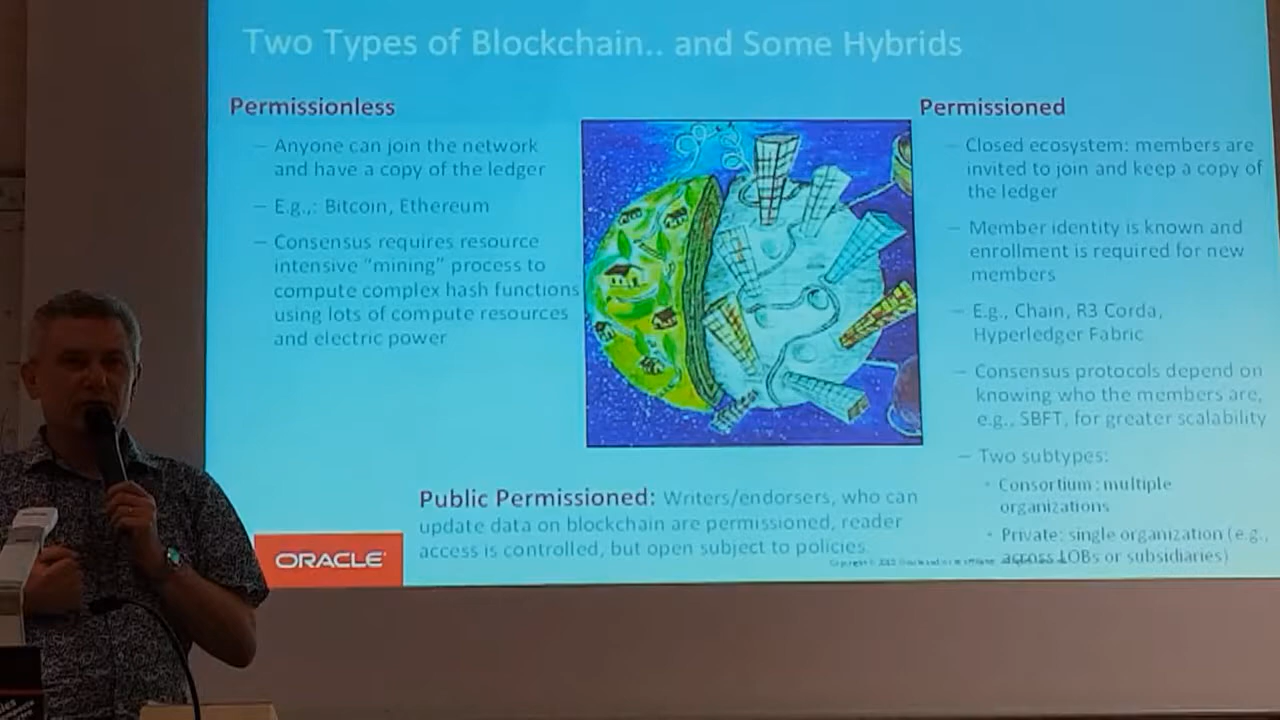 Two Types of Blockchain.. and Some Hybrids
Permissionless
– Anyone can join the network
and have a copy of the ledger
– E.g.,: Bitcoin, Ethereum
– Consensus requires resource
intensive “mining” process to
compute complex hash functions
using lots of compute resources
and electric power
Permissioned
– Closed ecosystem: members are
invited to join and keep a copy of
the ledger
– Member identity is known and
enrollment is required for new
members
– E.g., Chain, R3 Corda,
Hyperledger Fabric
– Consensus protocols depend on
knowing who the members are,
e.g., SBFT, for greater scalability
– Two subtypes:
• Consortium: multiple
organizations
• Private: single organization (e.g.,
across LOBs or subsidiaries)
Public Permissioned: Writers/endorsers, who can
update data on blockchain are permissioned, reader
access is controlled, but open subject to policies
ORACLE